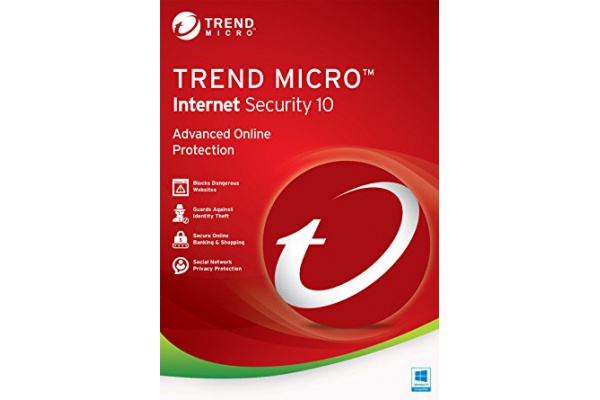 TREND
MICRO™
TREND MICRO™
Internet Security 10
Advanced Online
Protection
Blocks Dangerous
Websites
Guards Against
Identity Theft
Secure Online
Banking & Shopping
Social Network
Privacy Protection